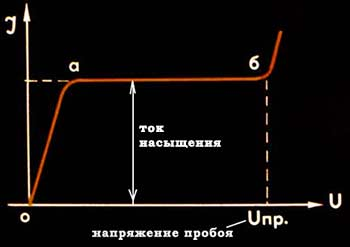 J
а
б
ток
насыщения
о
U
Uпр.
напряжение пробоя